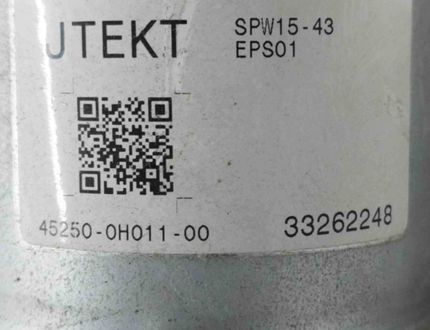 JTEKT
SPW15-43
EPS01
45250-0H011-00
33262248